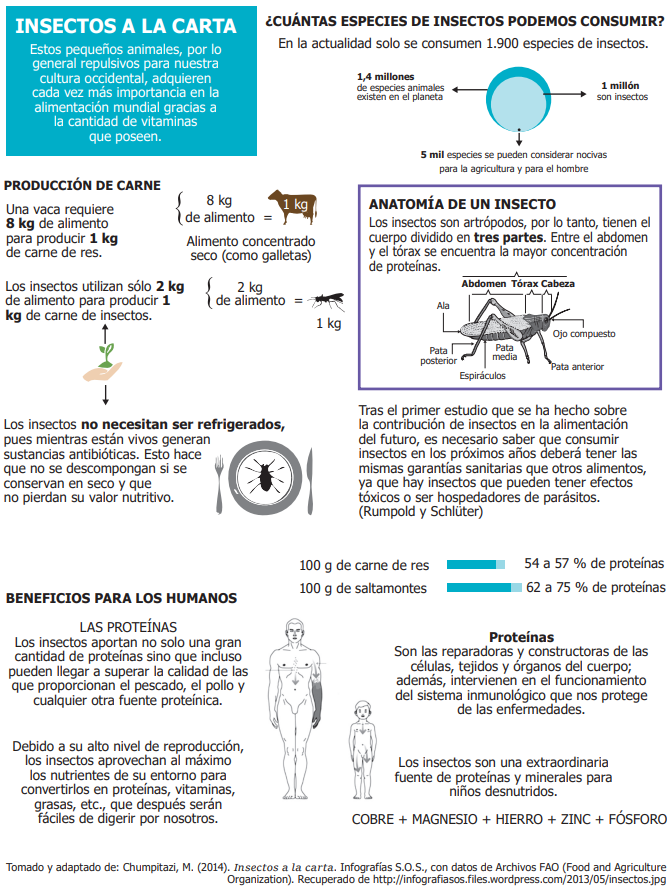 INSECTOS A LA CARTA
Estos pequeños animales, por lo
general repulsivos para nuestra
cultura occidental, adquieren
cada vez más importancia en la
alimentación mundial gracias a
la cantidad de vitaminas
que poseen.
¿CUÁNTAS ESPECIES DE INSECTOS PODEMOS CONSUMIR?
En la actualidad solo se consumen 1.900 especies de insectos.
1,4 millones
de especies animales
existen en el planeta
1 millón
son insectos
5 mil especies se pueden considerar nocivas
para la agricultura y para el hombre
PRODUCCIÓN DE CARNE
Una vaca requiere
8 kg de alimento
para producir 1 kg
de carne de res.
8 kg
de alimento =
1 kg
Alimento concentrado
seco (como galletas)
Los insectos utilizan sólo 2 kg
de alimento para producir 1
kg de carne de insectos.
2 kg
de alimento =
1 kg
Los insectos no necesitan ser refrigerados,
pues mientras están vivos generan
sustancias antibióticas. Esto hace
que no se descompongan si se
conservan en seco y que
no pierdan su valor nutritivo.
ANATOMÍA DE UN INSECTO
Los insectos son artrópodos, por lo tanto, tienen el
cuerpo dividido en tres partes. Entre el abdomen
y el tórax se encuentra la mayor concentración
de proteínas.
Abdomen Tórax Cabeza
Ala
Ojo compuesto
Pata
posterior
Pata
media
Pata anterior
Espiráculos
Tras el primer estudio que se ha hecho sobre
la contribución de insectos en la alimentación
del futuro, es necesario saber que consumir
insectos en los próximos años deberá tener las
mismas garantías sanitarias que otros alimentos,
ya que hay insectos que pueden tener efectos
tóxicos o ser hospedadores de parásitos.
(Rumpold y Schlüter)
100 g de carne de res 54 a 57 % de proteínas
100 g de saltamontes 62 a 75 % de proteínas
BENEFICIOS PARA LOS HUMANOS
LAS PROTEÍNAS
Los insectos aportan no solo una gran
cantidad de proteínas sino que incluso
pueden llegar a superar la calidad de las
que proporcionan el pescado, el pollo y
cualquier otra fuente proteínica.
Debido a su alto nivel de reproducción,
los insectos aprovechan al máximo
los nutrientes de su entorno para
convertirlos en proteínas, vitaminas,
grasas, etc., que después serán
fáciles de digerir por nosotros.
Proteínas
Son las reparadoras y constructoras de las
células, tejidos y órganos del cuerpo;
además, intervienen en el funcionamiento
del sistema inmunológico que nos protege
de las enfermedades.
Los insectos son una extraordinaria
fuente de proteínas y minerales para
niños desnutridos.
COBRE + MAGNESIO + HIERRO + ZINC + FÓSFORO
Tomado y adaptado de: Chumpitazi, M. (2014). Insectos a la carta. Infografías S.O.S., con datos de Archivos FAO (Food and Agriculture
Organization). Recuperado de http://infografiasos.files.wordpress.com/2013/05/insectos.jpg